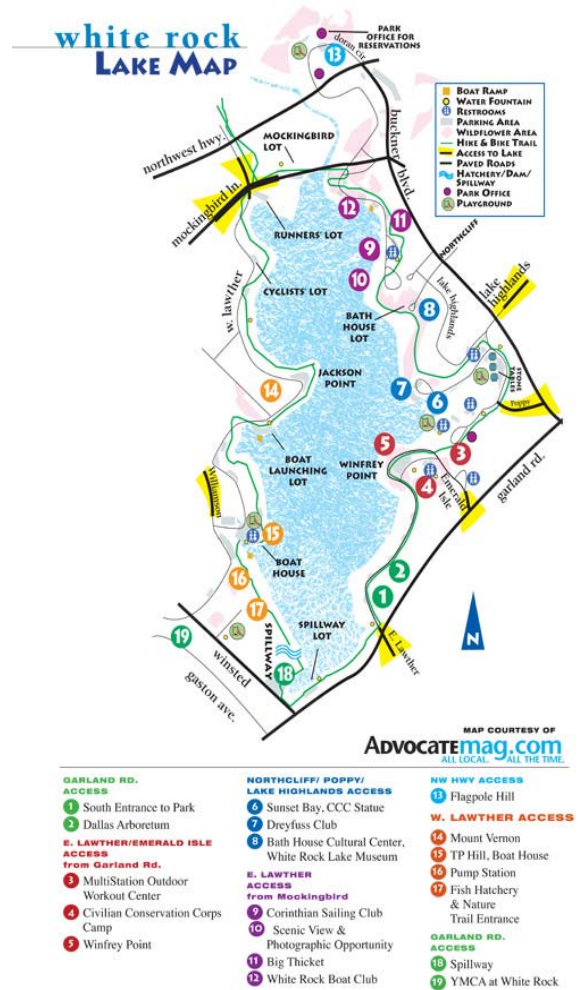 white rock
LAKE MAP
PARK
OFFICE FOR
RESERVATIONS
doran cir.
13
BOAT RAMP
WATER FOUNTAIN
RESTROOMS
PARKING AREA
WILDFLOWER AREA
HIKE & BIKE TRAIL
ACCESS TO LAKE
PAVED ROADS
HATCHERY/DAM/
SPILLWAY
PARK OFFICE
PLAYGROUND
northwest hwy.
MOCKINGBIRD
LOT
buckner blvd.
mockingbird ln.
RUNNERS' LOT
12
11
9
10
NORTHCLIFF
w. lawther
CYCLISTS' LOT
lake highlands
lake
highlands
BATH
HOUSE
LOT
8
JACKSON
POINT
14
STONE
TABLES
7
6
Poppy
BOAT
LAUNCHING
LOT
WINFREY
POINT
5
3
4
Emerald
Isle
garland rd.
Williamson
15
BOAT
HOUSE
16
17
2
1
19
SPILLWAY
SPILLWAY
LOT
18
E. Lawther
winsted
gaston ave.
N
MAP COURTESY OF
ADVOCATEmag.com
ALL LOCAL. ALL THE TIME.
GARLAND RD.
ACCESS
1 South Entrance to Park
2 Dallas Arboretum
E. LAWTHER/EMERALD ISLE
ACCESS
from Garland Rd.
3 MultiStation Outdoor
Workout Center
4 Civilian Conservation Corps
Camp
5 Winfrey Point
NORTHCLIFF/ POPPY/
LAKE HIGHLANDS ACCESS
6 Sunset Bay, CCC Statue
7 Dreyfuss Club
8 Bath House Cultural Center,
White Rock Lake Museum
E. LAWTHER
ACCESS
from Mockingbird
9 Corinthian Sailing Club
10 Scenic View &
Photographic Opportunity
11 Big Thicket
12 White Rock Boat Club
NW HWY ACCESS
13 Flagpole Hill
W. LAWTHER ACCESS
14 Mount Vernon
15 TP Hill, Boat House
16 Pump Station
17 Fish Hatchery
& Nature
Trail Entrance
GARLAND RD.
ACCESS
18 Spillway
19 YMCA at White Rock